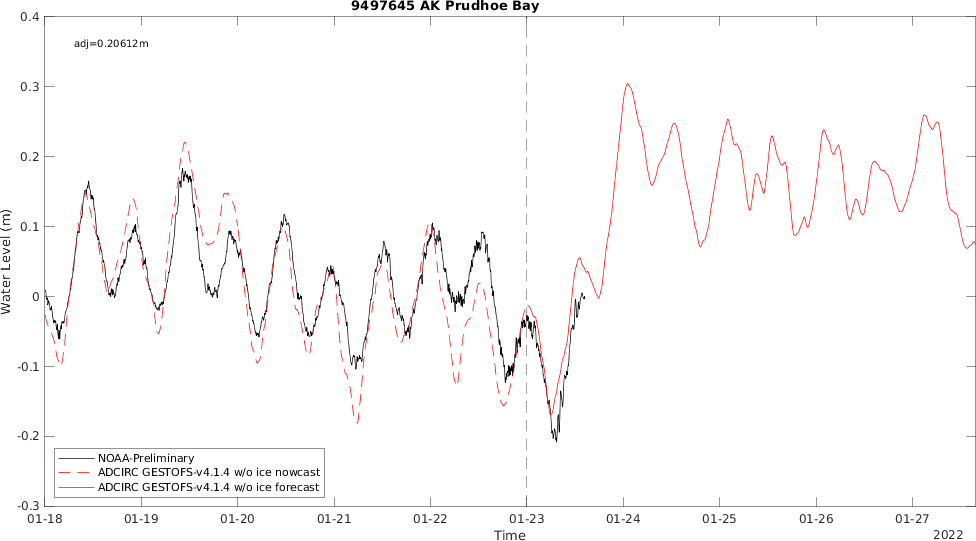 9497645 AK Prudhoe Bay
adj=0.20612m
Water Level (m)
0.4
0.3
0.2
0.1
0
-0.1
-0.2
-0.3
NOAA-Preliminary
ADCIRC GESTOFS-v4.1.4 w/o ice nowcast
ADCIRC GESTOFS-v4.1.4 w/o ice forecast
01-18 01-19 01-20 01-21 01-22 01-23 01-24 01-25 01-26 01-27
Time
2022